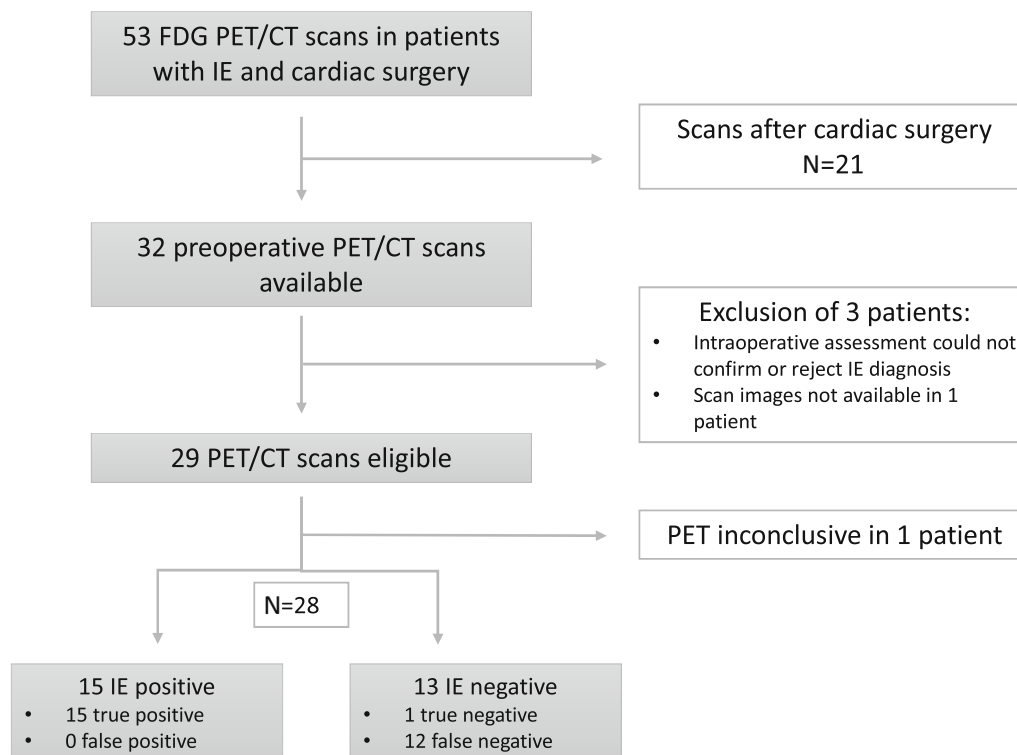 53 FDG PET/CT scans in patients
with IE and cardiac surgery
Scans after cardiac surgery
N=21
32 preoperative PET/CT scans
available
Exclusion of 3 patients:
• Intraoperative assessment could not
confirm or reject IE diagnosis
• Scan images not available in 1
patient
29 PET/CT scans eligible
PET inconclusive in 1 patient
N=28
15 IE positive
• 15 true positive
• 0 false positive
13 IE negative
• 1 true negative
• 12 false negative